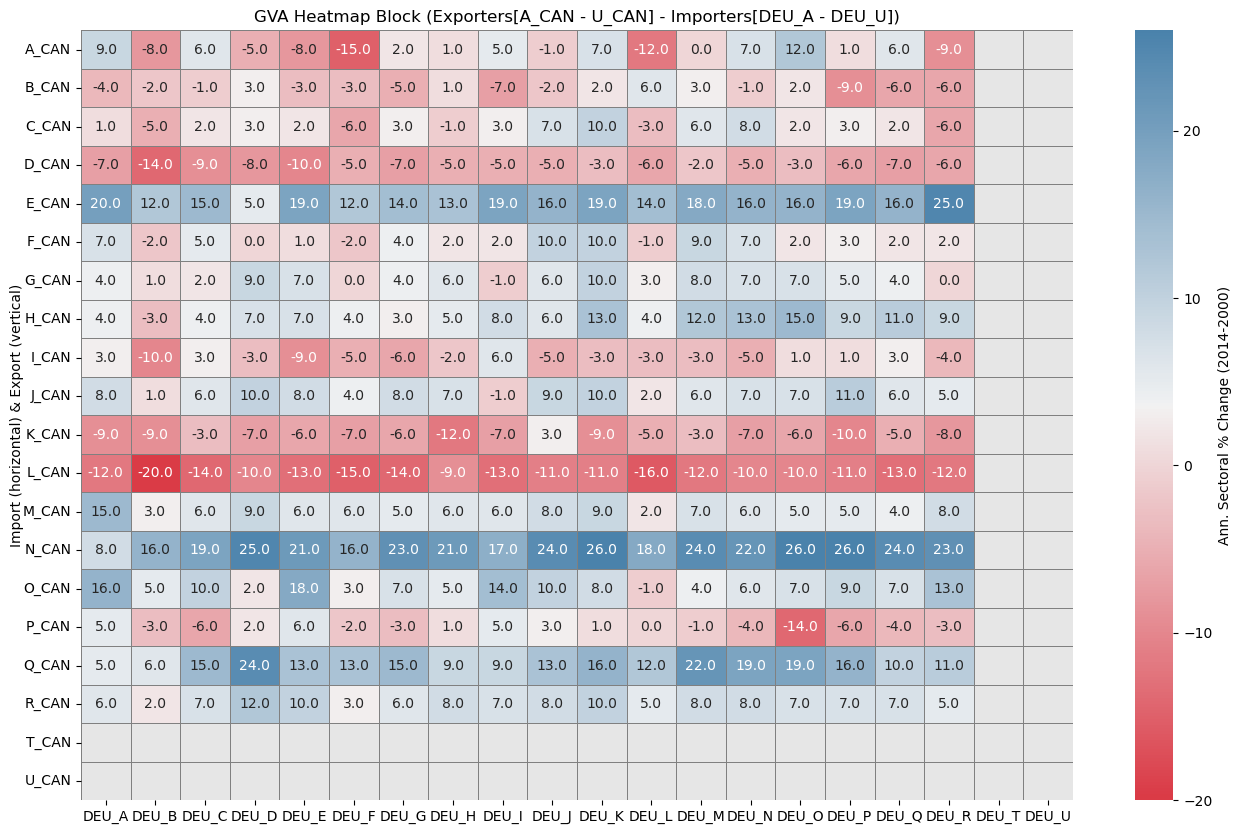 GVA Heatmap Block (Exporters[A_CAN - U_CAN] - Importers[DEU_A - DEU_U])
A_CAN 9.0 -8.0 6.0 -5.0 -8.0 -15.0 2.0 1.0 5.0 -1.0 7.0 -12.0 0.0 7.0 12.0 1.0 6.0 -9.0
B_CAN -4.0 -2.0 -1.0 3.0 -3.0 -3.0 -5.0 1.0 -7.0 -2.0 2.0 6.0 3.0 -1.0 2.0 -9.0 -6.0 -6.0
C_CAN 1.0 -5.0 2.0 3.0 2.0 -6.0 3.0 -1.0 3.0 7.0 10.0 -3.0 6.0 8.0 2.0 3.0 2.0 -6.0
D_CAN -7.0 -14.0 -9.0 -8.0 -10.0 -5.0 -7.0 -5.0 -5.0 -5.0 -3.0 -6.0 -2.0 -5.0 -3.0 -6.0 -7.0 -6.0
E_CAN 20.0 12.0 15.0 5.0 19.0 12.0 14.0 13.0 19.0 16.0 19.0 14.0 18.0 16.0 16.0 19.0 16.0 25.0
F_CAN 7.0 -2.0 5.0 0.0 1.0 -2.0 4.0 2.0 2.0 10.0 10.0 -1.0 9.0 7.0 2.0 3.0 2.0 2.0
G_CAN 4.0 1.0 2.0 9.0 7.0 0.0 4.0 6.0 -1.0 6.0 10.0 3.0 8.0 7.0 7.0 5.0 4.0 0.0
H_CAN 4.0 -3.0 4.0 7.0 7.0 4.0 3.0 5.0 8.0 6.0 13.0 4.0 12.0 13.0 15.0 9.0 11.0 9.0
I_CAN 3.0 -10.0 3.0 -3.0 -9.0 -5.0 -6.0 -2.0 6.0 -5.0 -3.0 -3.0 -3.0 -5.0 1.0 1.0 3.0 -4.0
J_CAN 8.0 1.0 6.0 10.0 8.0 4.0 8.0 7.0 -1.0 9.0 10.0 2.0 6.0 7.0 7.0 11.0 6.0 5.0
K_CAN -9.0 -9.0 -3.0 -7.0 -6.0 -7.0 -6.0 -12.0 -7.0 3.0 -9.0 -5.0 -3.0 -7.0 -6.0 -10.0 -5.0 -8.0
L_CAN -12.0 -20.0 -14.0 -10.0 -13.0 -15.0 -14.0 -9.0 -13.0 -11.0 -11.0 -16.0 -12.0 -10.0 -10.0 -11.0 -13.0 -12.0
M_CAN 15.0 3.0 6.0 9.0 6.0 6.0 5.0 6.0 6.0 8.0 9.0 2.0 7.0 6.0 5.0 5.0 4.0 8.0
N_CAN 8.0 16.0 19.0 25.0 21.0 16.0 23.0 21.0 17.0 24.0 26.0 18.0 24.0 22.0 26.0 26.0 24.0 23.0
O_CAN 16.0 5.0 10.0 2.0 18.0 3.0 7.0 5.0 14.0 10.0 8.0 -1.0 4.0 6.0 7.0 9.0 7.0 13.0
P_CAN 5.0 -3.0 -6.0 2.0 6.0 -2.0 -3.0 1.0 5.0 3.0 1.0 0.0 -1.0 -4.0 -14.0 -6.0 -4.0 -3.0
Q_CAN 5.0 6.0 15.0 24.0 13.0 13.0 15.0 9.0 9.0 13.0 16.0 12.0 22.0 19.0 19.0 16.0 10.0 11.0
R_CAN 6.0 2.0 7.0 12.0 10.0 3.0 6.0 8.0 7.0 8.0 10.0 5.0 8.0 8.0 7.0 7.0 7.0 5.0
T_CAN
U_CAN
DEU_A DEU_B DEU_C DEU_D DEU_E DEU_F DEU_G DEU_H DEU_I DEU_J DEU_K DEU_L DEU_M DEU_N DEU_O DEU_P DEU_Q DEU_R DEU_T DEU_U
Import (horizontal) & Export (vertical)
20
10
0
−10
−20
Ann. Sectoral % Change (2014-2000)